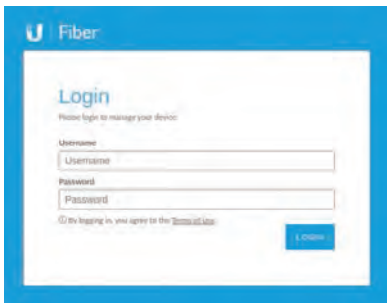 U Fiber
Login
Please login to manage your device.
Username
Username
Password
Password
By logging in, you agree to the Terms of Use
LOGIN